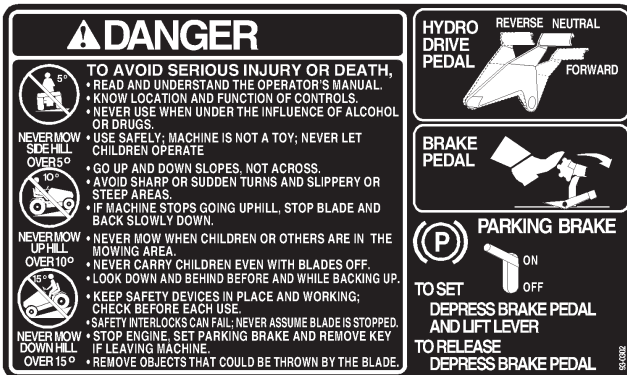 DANGER
TO AVOID SERIOUS INJURY OR DEATH,
• READ AND UNDERSTAND THE OPERATOR'S MANUAL.
• KNOW LOCATION AND FUNCTION OF CONTROLS.
• NEVER USE WHEN UNDER THE INFLUENCE OF ALCOHOL
OR DRUGS.
• USE SAFELY; MACHINE IS NOT A TOY; NEVER LET
CHILDREN OPERATE
• GO UP AND DOWN SLOPES, NOT ACROSS.
• AVOID SHARP OR SUDDEN TURNS AND SLIPPERY OR
STEEP AREAS.
• IF MACHINE STOPS GOING UPHILL, STOP BLADE AND
BACK SLOWLY DOWN.
• NEVER MOW WHEN CHILDREN OR OTHERS ARE IN THE
MOWING AREA.
• NEVER CARRY CHILDREN EVEN WITH BLADES OFF.
• LOOK DOWN AND BEHIND BEFORE AND WHILE BACKING UP.
• KEEP SAFETY DEVICES IN PLACE AND WORKING;
CHECK BEFORE EACH USE.
• SAFETY INTERLOCKS CAN FAIL; NEVER ASSUME BLADE IS STOPPED.
• STOP ENGINE, SET PARKING BRAKE AND REMOVE KEY
IF LEAVING MACHINE.
• REMOVE OBJECTS THAT COULD BE THROWN BY THE BLADE.
5°
NEVER MOW
SIDE HILL
OVER 5°
10°
NEVER MOW
UP HILL
OVER 10°
15°
NEVER MOW
DOWN HILL
OVER 15°
HYDRO
DRIVE
PEDAL
REVERSE NEUTRAL
FORWARD
BRAKE
PEDAL
P
PARKING BRAKE
ON
OFF
TO SET
DEPRESS BRAKE PEDAL
AND LIFT LEVER
TO RELEASE
DEPRESS BRAKE PEDAL
93-0302